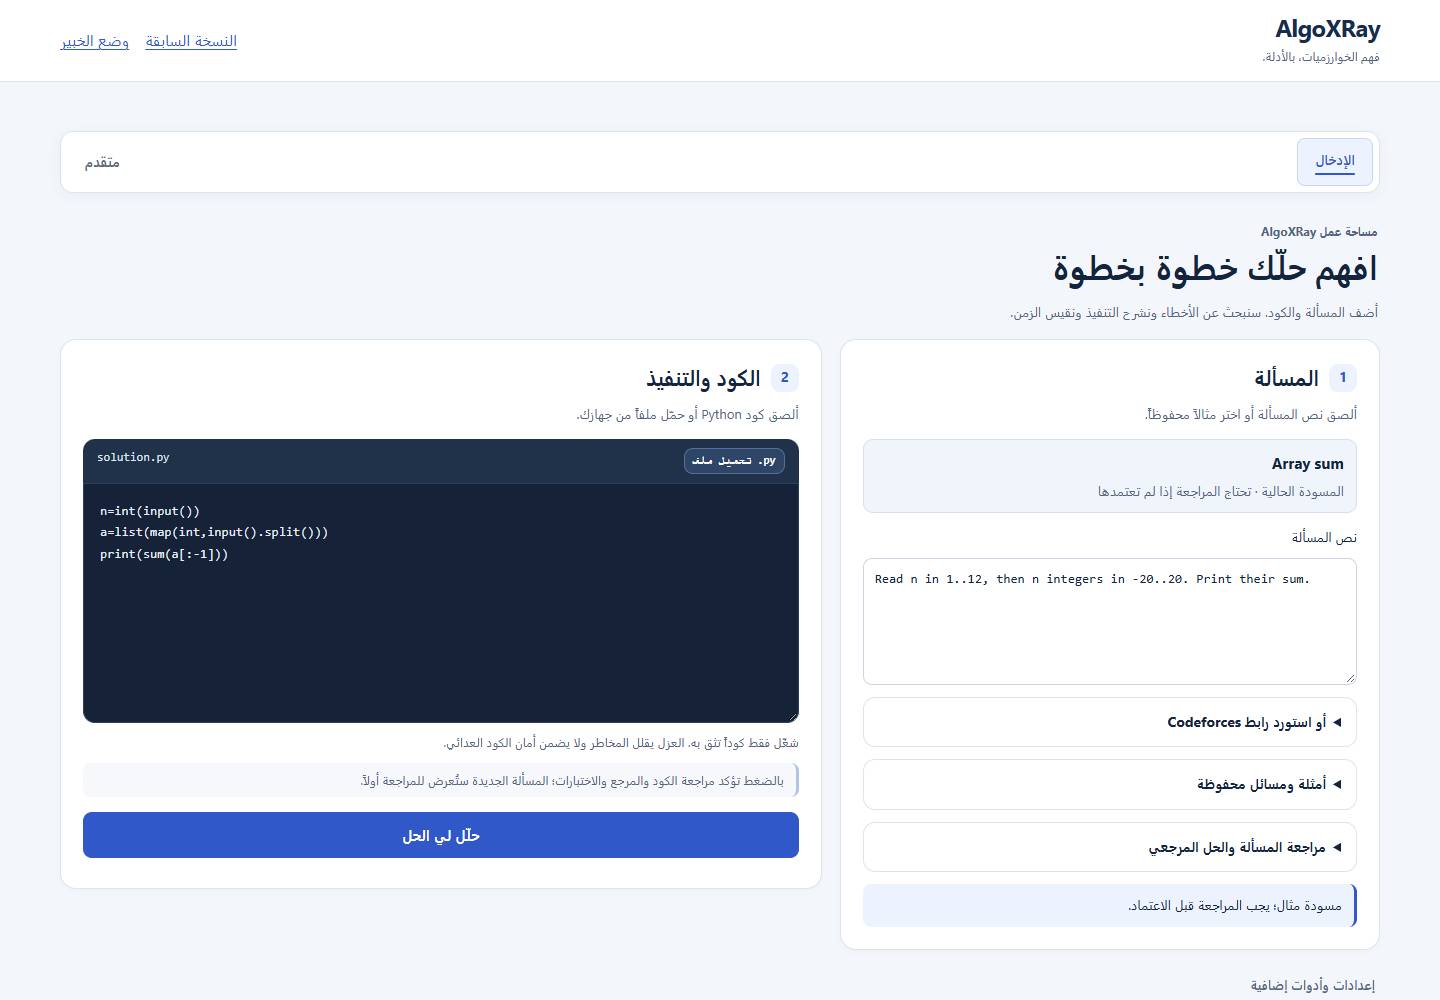 AlgoXRay
فهم الخوارزميات، بالأدلة.
النسخة السابقة
وضع الخبير
الإدخال
متقدم
مساحة عمل AlgoXRay
افهم حلّك خطوة بخطوة
أضف المسألة والكود. سنبحث عن الأخطاء ونشرح التنفيذ ونقيس الزمن.
1
المسألة
ألصق نص المسألة أو اختر مثالاً محفوظاً.
Array sum
المسودة الحالية · تحتاج المراجعة إذا لم تعتمدها
نص المسألة
Read n in 1..12, then n integers in -20..20. Print their sum.
أو استورد رابط Codeforces
أمثلة ومسائل محفوظة
مراجعة المسألة والحل المرجعي
مسودة مثال؛ يجب المراجعة قبل الاعتماد.
2
الكود والتنفيذ
ألصق كود Python أو حمّل ملفاً من جهازك.
تحميل ملف .py
solution.py
n=int(input())
a=list(map(int,input().split()))
print(sum(a[:-1]))
شغّل فقط كوداً تثق به. العزل يقلل المخاطر ولا يضمن أمان الكود العدائي.
بالضغط تؤكد مراجعة الكود والمرجع والاختبارات؛ المسألة الجديدة ستُعرض للمراجعة أولاً.
حلّل لي الحل
إعدادات وأدوات إضافية